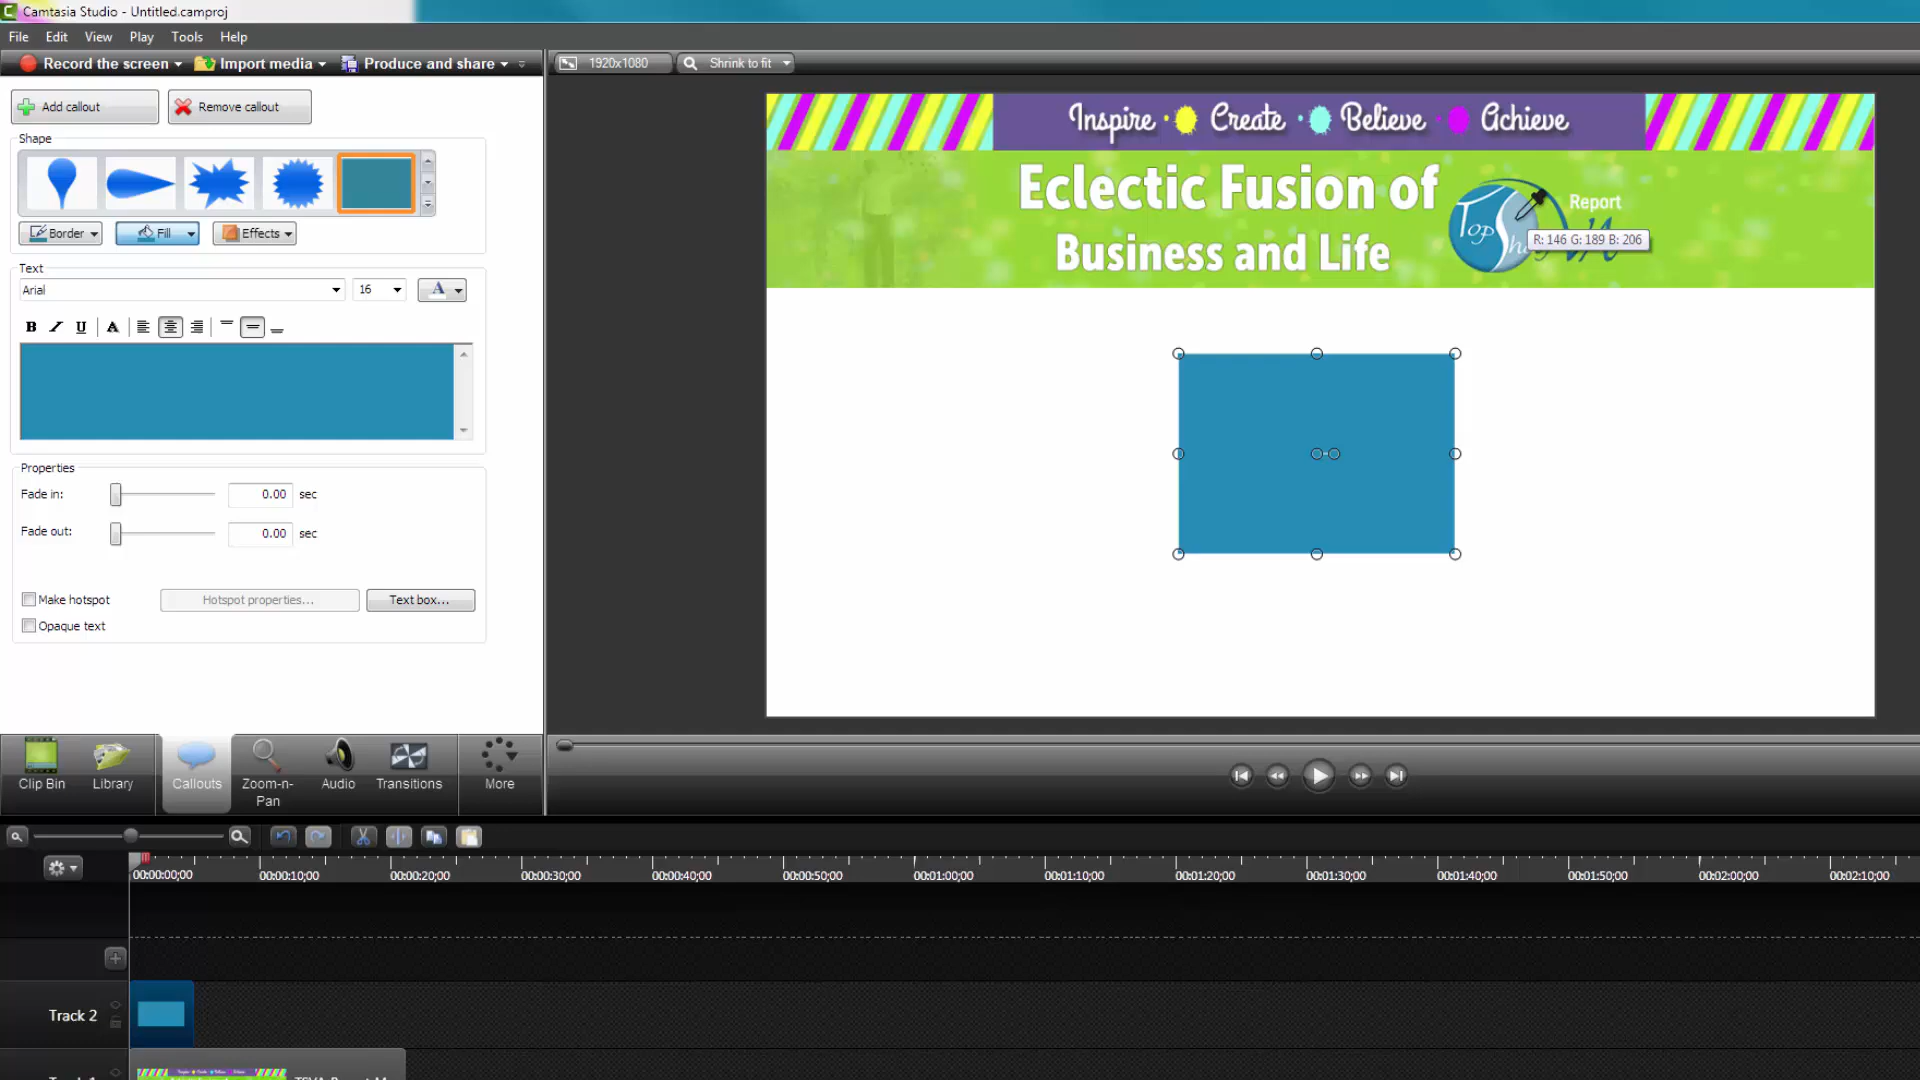 Camtasia Studio - Untitled.camproj
File Edit View Play Tools Help
Record the screen Import media Produce and share
1920x1080 Shrink to fit
Add callout Remove callout
Shape
Border Fill Effects
Text
Arial 16 A
B I U A
Properties
Fade in: 0.00 sec
Fade out: 0.00 sec
Make hotspot Hotspot properties... Text box...
Opaque text
Inspire · Create · Believe · Achieve
Eclectic Fusion of
Business and Life
Report
R: 146 G: 189 B: 206
Clip Bin Library Callouts Zoom-n-Pan Audio Transitions More
00:00:00;00 00:00:10;00 00:00:20;00 00:00:30;00 00:00:40;00 00:00:50;00 00:01:00;00 00:01:10;00 00:01:20;00 00:01:30;00 00:01:40;00 00:01:50;00 00:02:00;00 00:02:10;00
Track 2